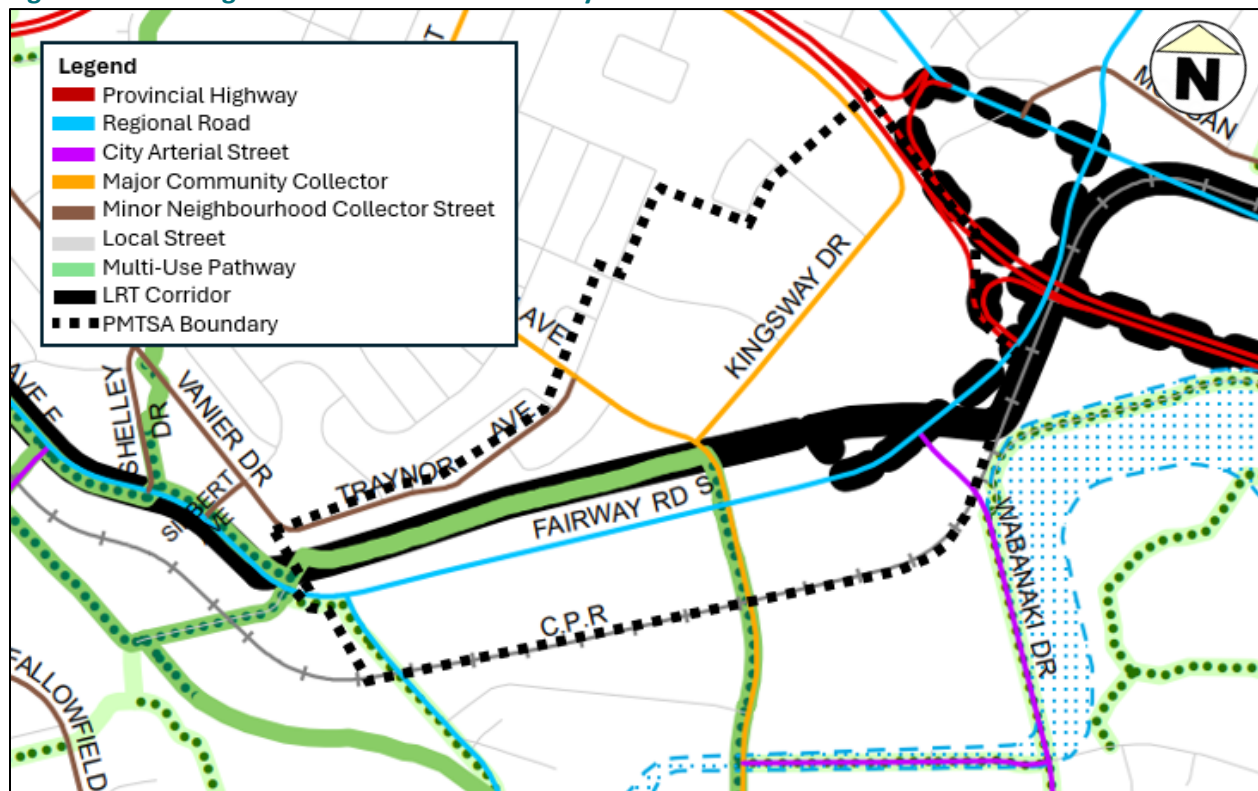 N
Legend
Provincial Highway
Regional Road
City Arterial Street
Major Community Collector
Minor Neighbourhood Collector Street
Local Street
Multi-Use Pathway
LRT Corridor
PMTSA Boundary
AVE
KINGSWAY DR
AVE E
SHELLEY
DR
VANIER DR
TRAYNOR
AVE
FAIRWAY RD S
WABANAKI DR
C.P.R
FALLOWFIELD